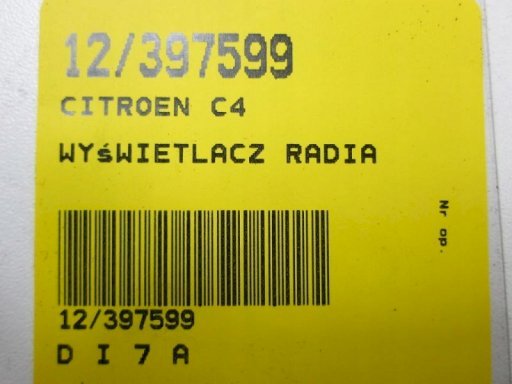 12/397599
CITROEN C4
WYśWIETLACZ RADIA
Nr op.
12/397599
D I 7 A